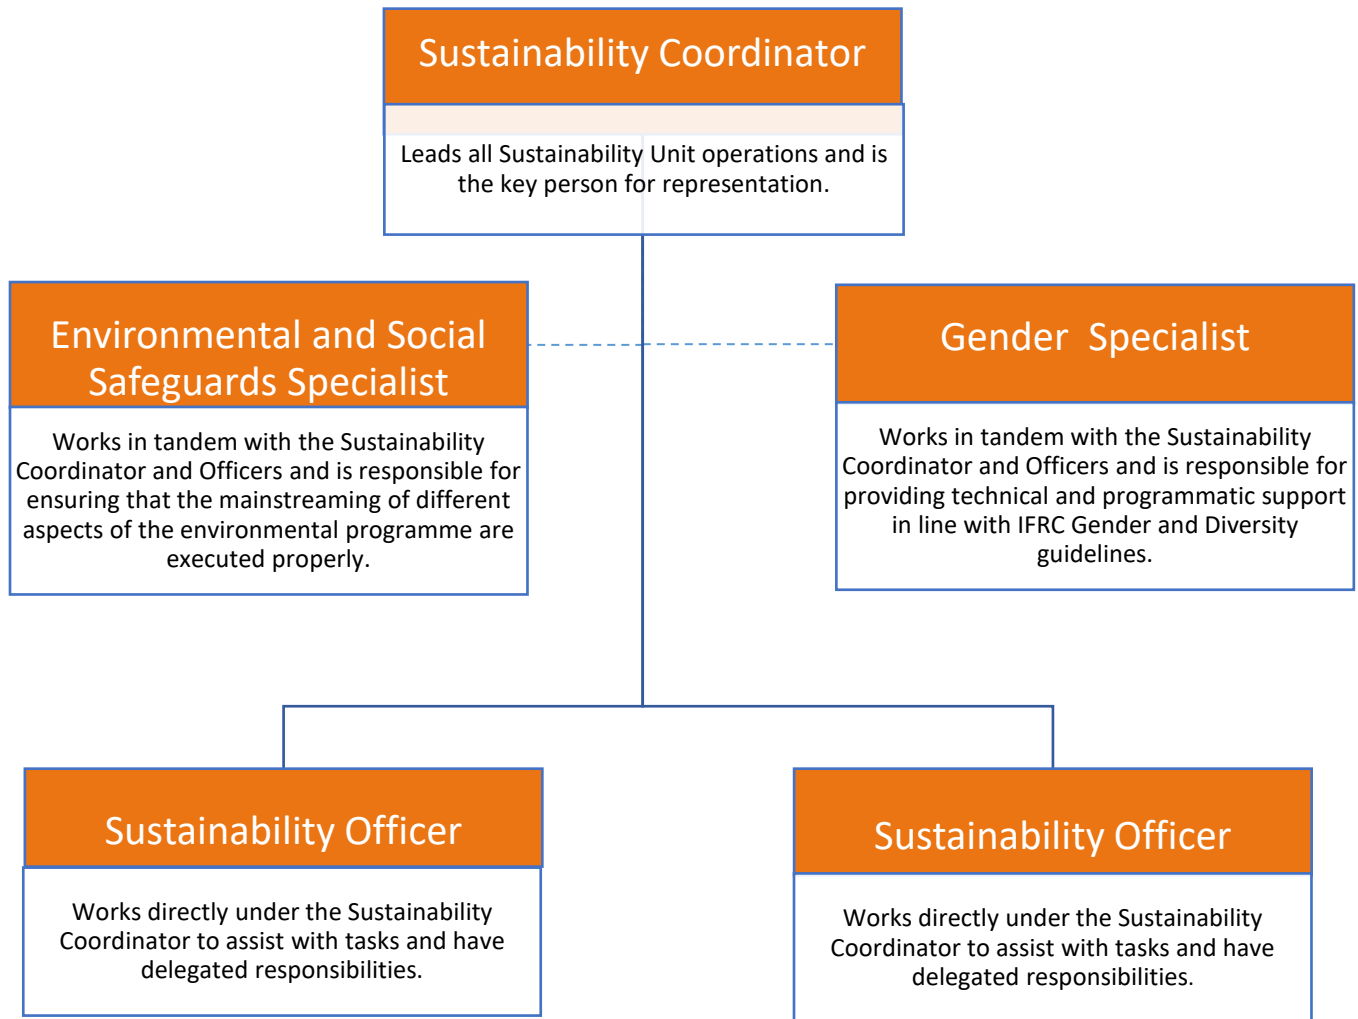 Sustainability Coordinator
Leads all Sustainability Unit operations and is
the key person for representation.
Environmental and Social
Safeguards Specialist
Works in tandem with the Sustainability
Coordinator and Officers and is responsible for
ensuring that the mainstreaming of different
aspects of the environmental programme are
executed properly.
Gender  Specialist
Works in tandem with the Sustainability
Coordinator and Officers and is responsible for
providing technical and programmatic support
in line with IFRC Gender and Diversity
guidelines.
Sustainability Officer
Works directly under the Sustainability
Coordinator to assist with tasks and have
delegated responsibilities.
Sustainability Officer
Works directly under the Sustainability
Coordinator to assist with tasks and have
delegated responsibilities.